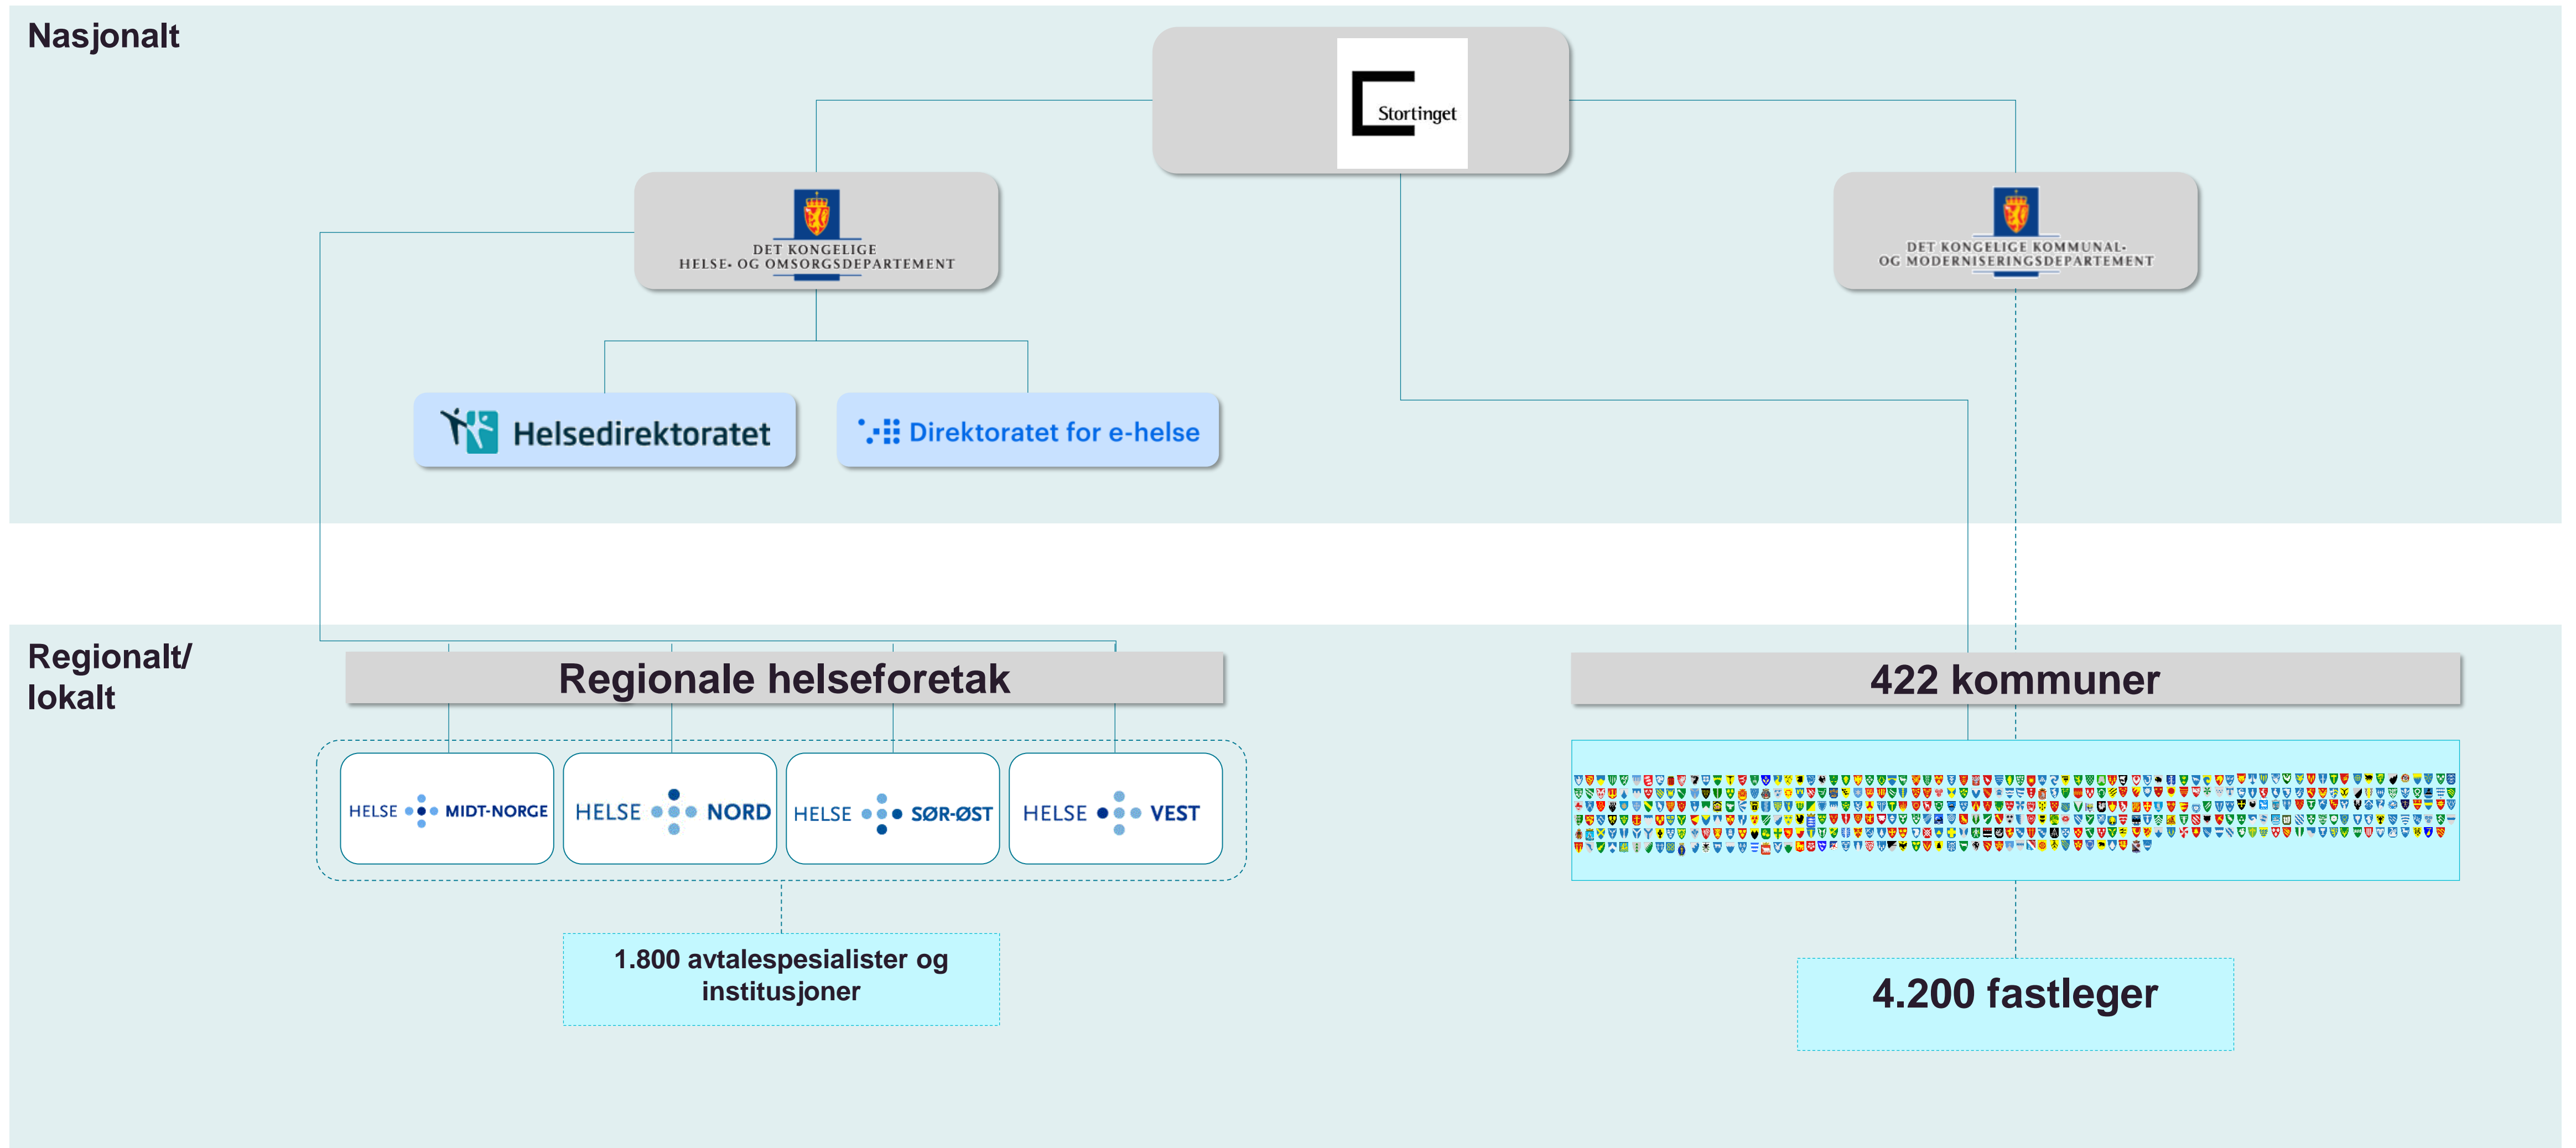 Nasjonalt
Stortinget
DET KONGELIGE
HELSE- OG OMSORGSDEPARTEMENT
DET KONGELIGE KOMMUNAL-
OG MODERNISERINGSDEPARTEMENT
Helsedirektoratet
Direktoratet for e-helse
Regionalt/
lokalt
Regionale helseforetak
422 kommuner
HELSE MIDT-NORGE
HELSE NORD
HELSE SØR-ØST
HELSE VEST
1.800 avtalespesialister og
institusjoner
4.200 fastleger